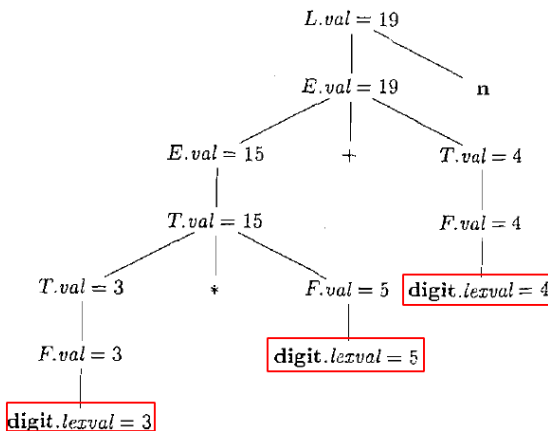 L.val = 19
E.val = 19 n
E.val = 15 + T.val = 4
T.val = 15 F.val = 4
T.val = 3 * F.val = 5 digit.lexval = 4
F.val = 3 digit.lexval = 5
digit.lexval = 3